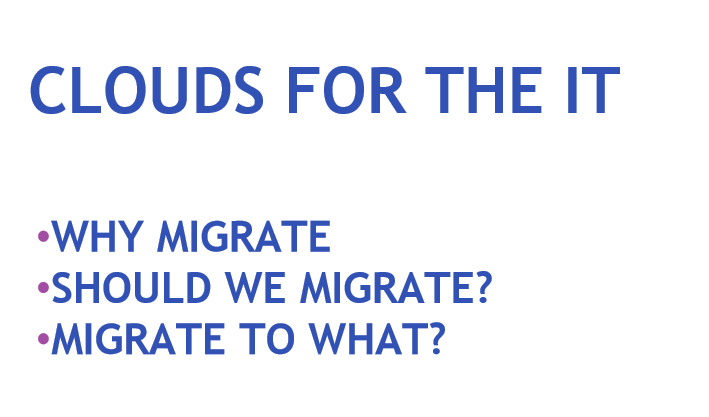 CLOUDS FOR THE IT
•WHY MIGRATE
•SHOULD WE MIGRATE?
•MIGRATE TO WHAT?